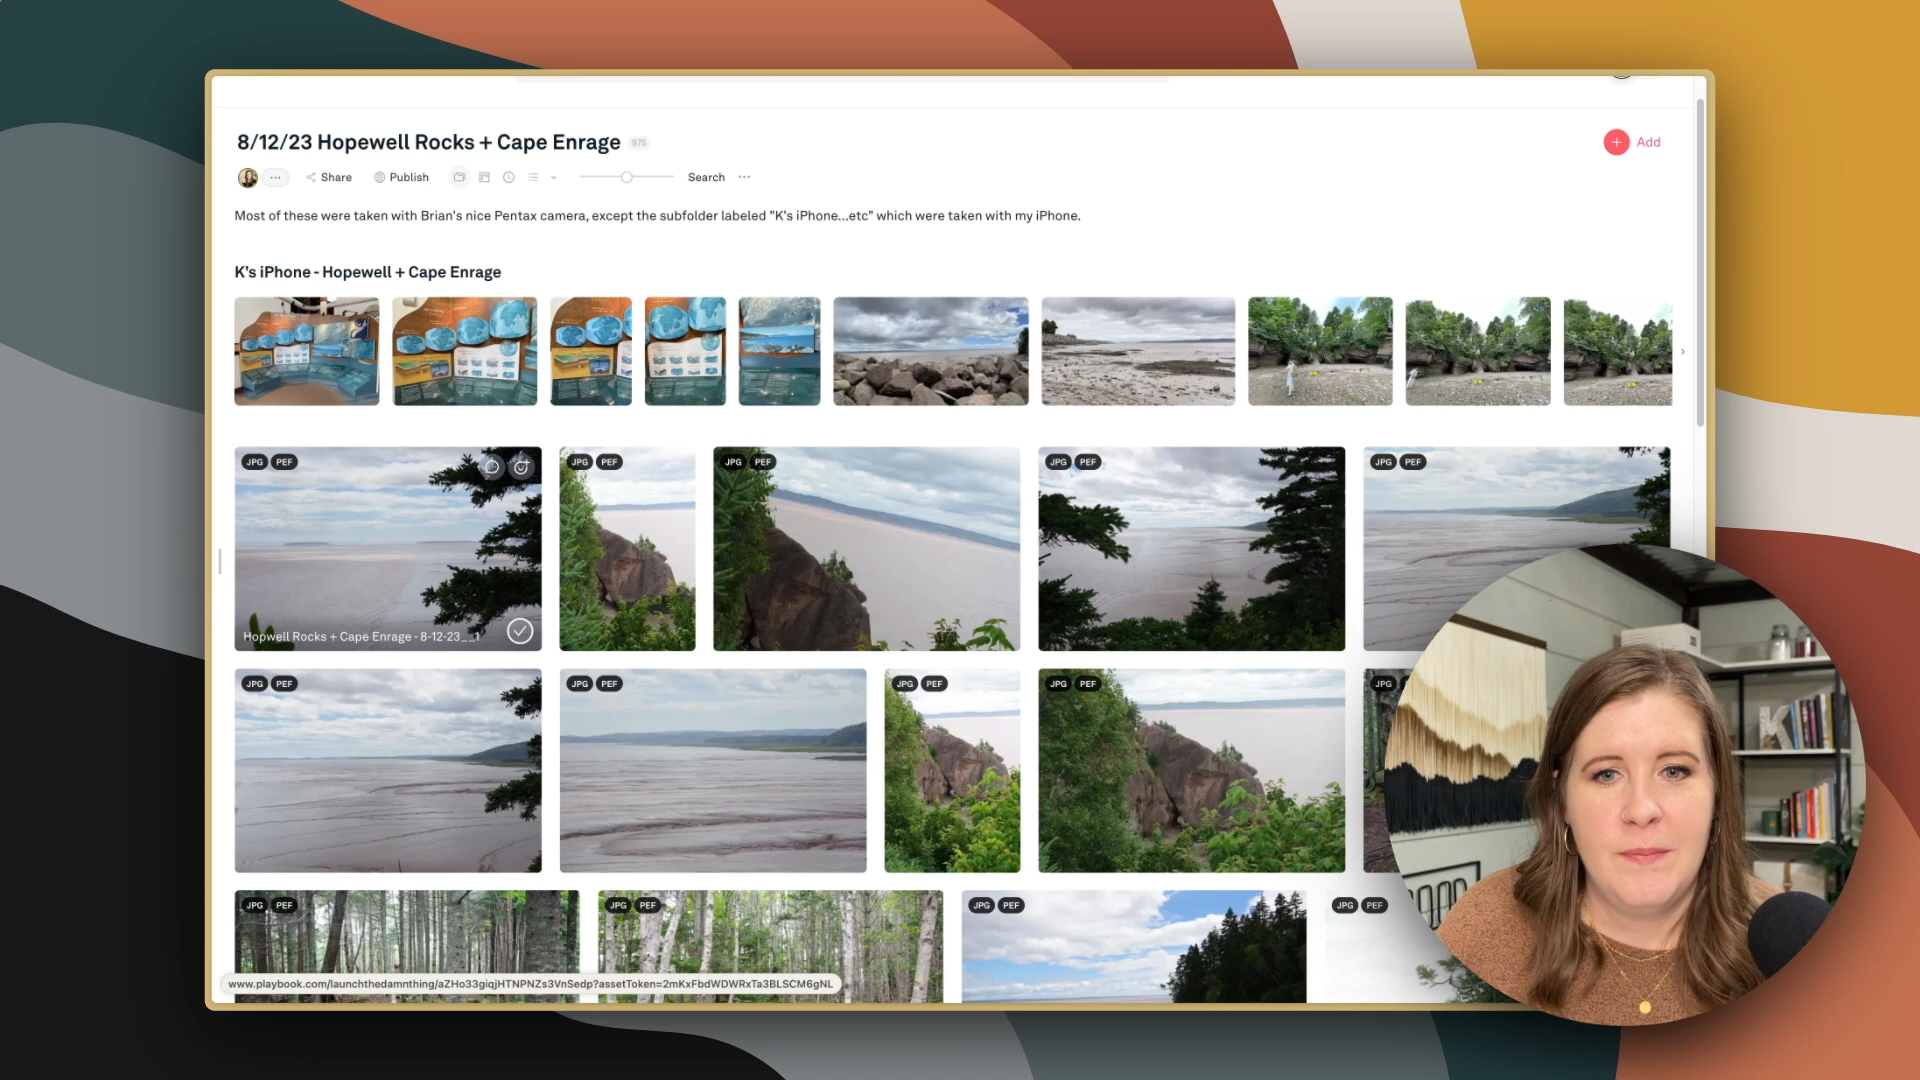 8/12/23 Hopewell Rocks + Cape Enrage 975
Add
Share Publish Search
Most of these were taken with Brian's nice Pentax camera, except the subfolder labeled "K's iPhone...etc" which were taken with my iPhone.
K's iPhone - Hopewell + Cape Enrage
JPG PEF JPG PEF JPG PEF JPG PEF JPG PEF
Hopwell Rocks + Cape Enrage - 8-12-23__1
JPG PEF JPG PEF JPG PEF JPG PEF JPG
JPG PEF JPG PEF JPG PEF JPG PEF
www.playbook.com/launchthedamnthing/aZHo33giqjHTNPNZs3VnSedp?assetToken=2mKxFbdWDWRxTa3BLSCM6gNL
K